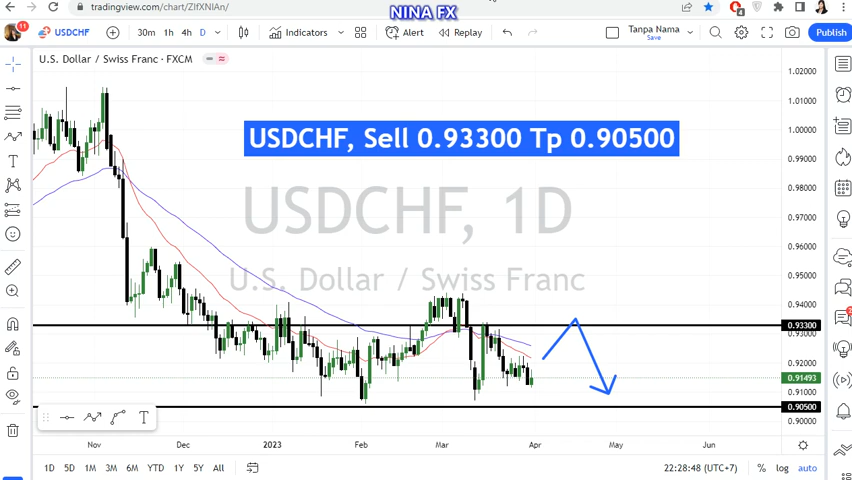 tradingview.com/chart/ZIfXNIAn/
NINA FX
11
USDCHF
30m 1h 4h D
Indicators
Alert
Replay
Tanpa Nama
Save
Publish
4
U.S. Dollar / Swiss Franc · FXCM
USDCHF, Sell 0.93300 Tp 0.90500
USDCHF, 1D
U.S. Dollar / Swiss Franc
1.02000
1.01000
1.00000
0.99000
0.98000
0.97000
0.96000
0.95000
0.94000
0.93300
0.92000
0.91493
0.91000
0.90500
0.90000
T
Nov Dec 2023 Feb Mar Apr May Jun
1D 5D 1M 3M 6M YTD 1Y 5Y All
22:28:48 (UTC+7) % log auto